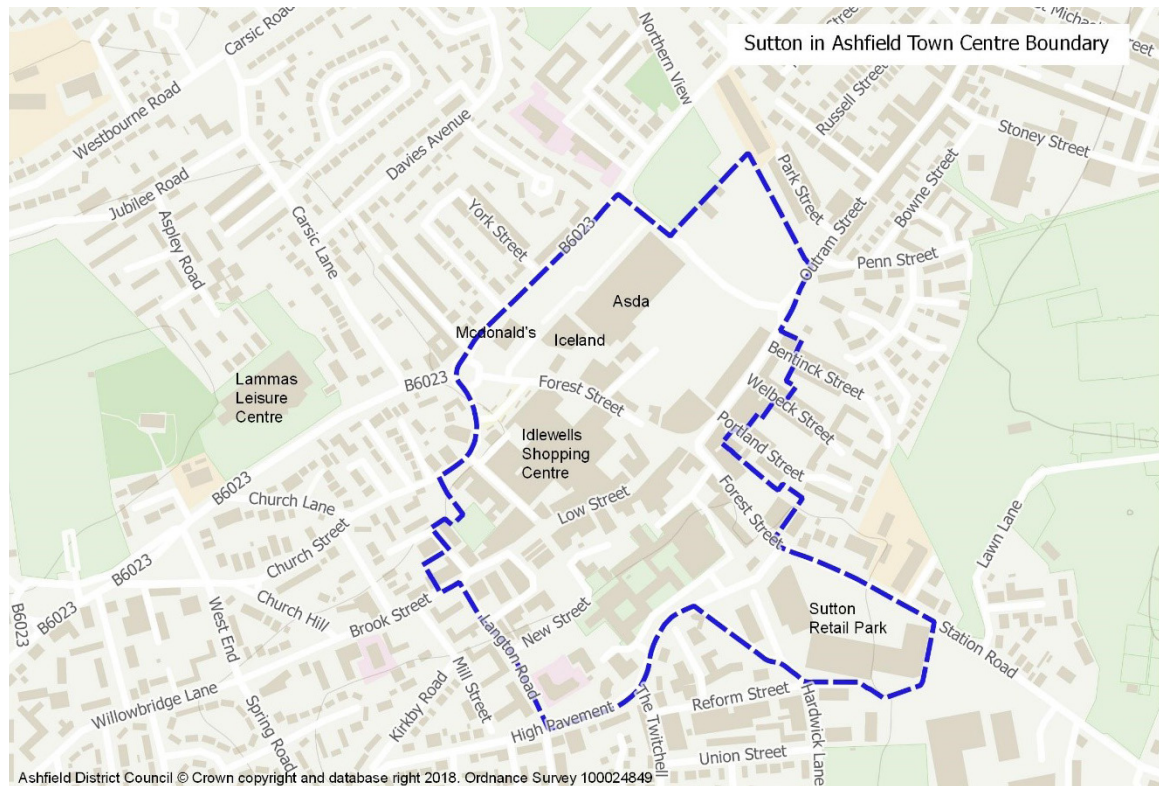 Sutton in Ashfield Town Centre Boundary
Carsic Road
Carsic Road
Northern View
Michael
Street
Westbourne Road
Russell Street
Stoney Street
Davies Avenue
Jubilee Road
Park Street
Bowne Street
Aspley Road
Carsic Lane
York Street
B6023
Outram Street
Penn Street
Asda
Mcdonald's
Iceland
Bentinck Street
Lammas
Leisure
Centre
B6023
Forest Street
Welbeck Street
Idlewells
Shopping
Centre
Portland Street
B6023
Church Lane
Low Street
Forest Street
Church Street
Lawn Lane
B6023
B6023
B6023
West End
Church Hill
Brook Street
New Street
Sutton
Retail Park
Station Road
Langton Road
Mill Street
Willowbridge Lane
Spring Road
Kirkby Road
High Pavement
The Twitchell
Reform Street
Hardwick Lane
Union Street
Ashfield District Council © Crown copyright and database right 2018. Ordnance Survey 100024849